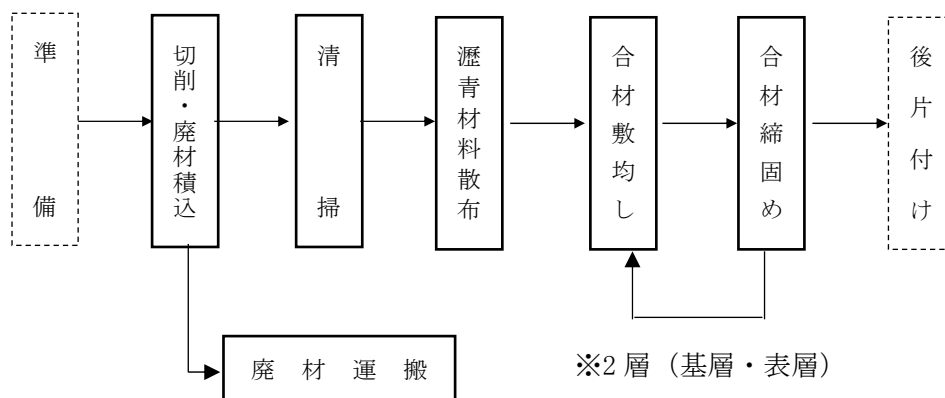 準備
切削・廃材積込
清掃
瀝青材料散布
合材敷均し
合材締固め
後片付け
廃材運搬
※2層（基層・表層）